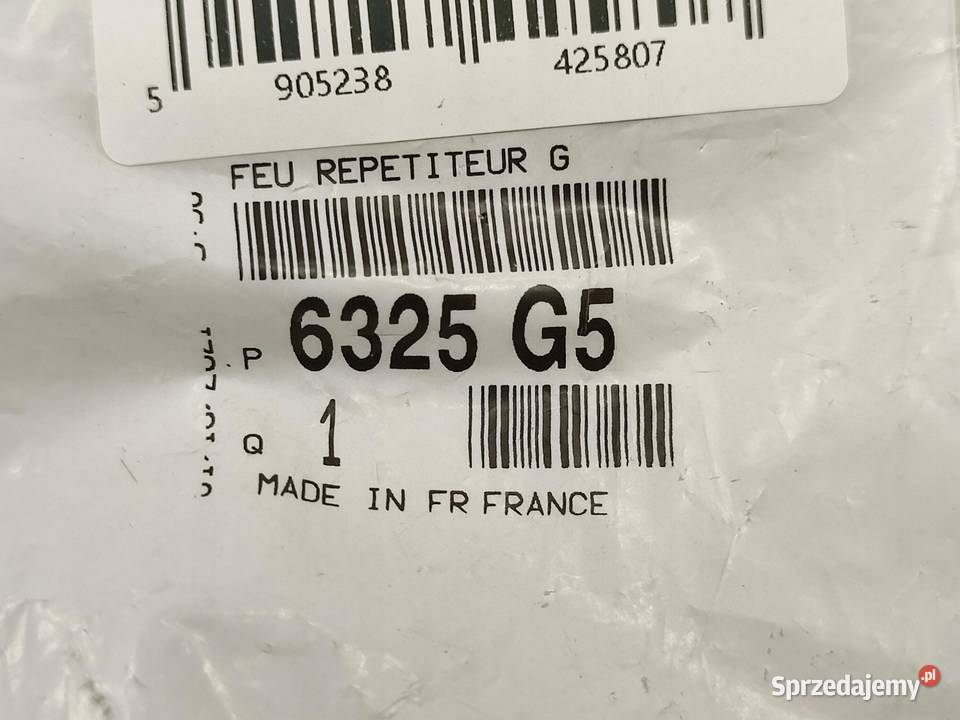 5 905238 425807
FEU REPETITEUR G
P 6325 G5
Q 1
MADE IN FR FRANCE
Sprzedajemy.pl